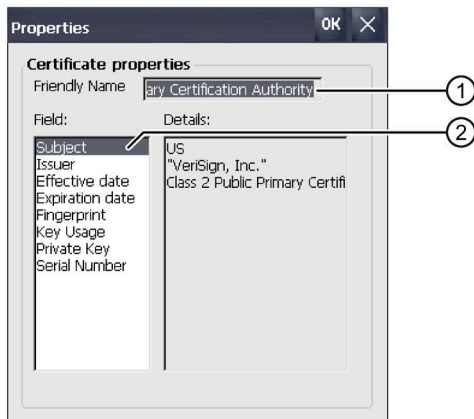 Properties OK
Certificate properties
Friendly Name ary Certification Authority
1
Field: Details:
2
Subject
Issuer
Effective date
Expiration date
Fingerprint
Key Usage
Private Key
Serial Number
US
"VeriSign, Inc."
Class 2 Public Primary Certifi